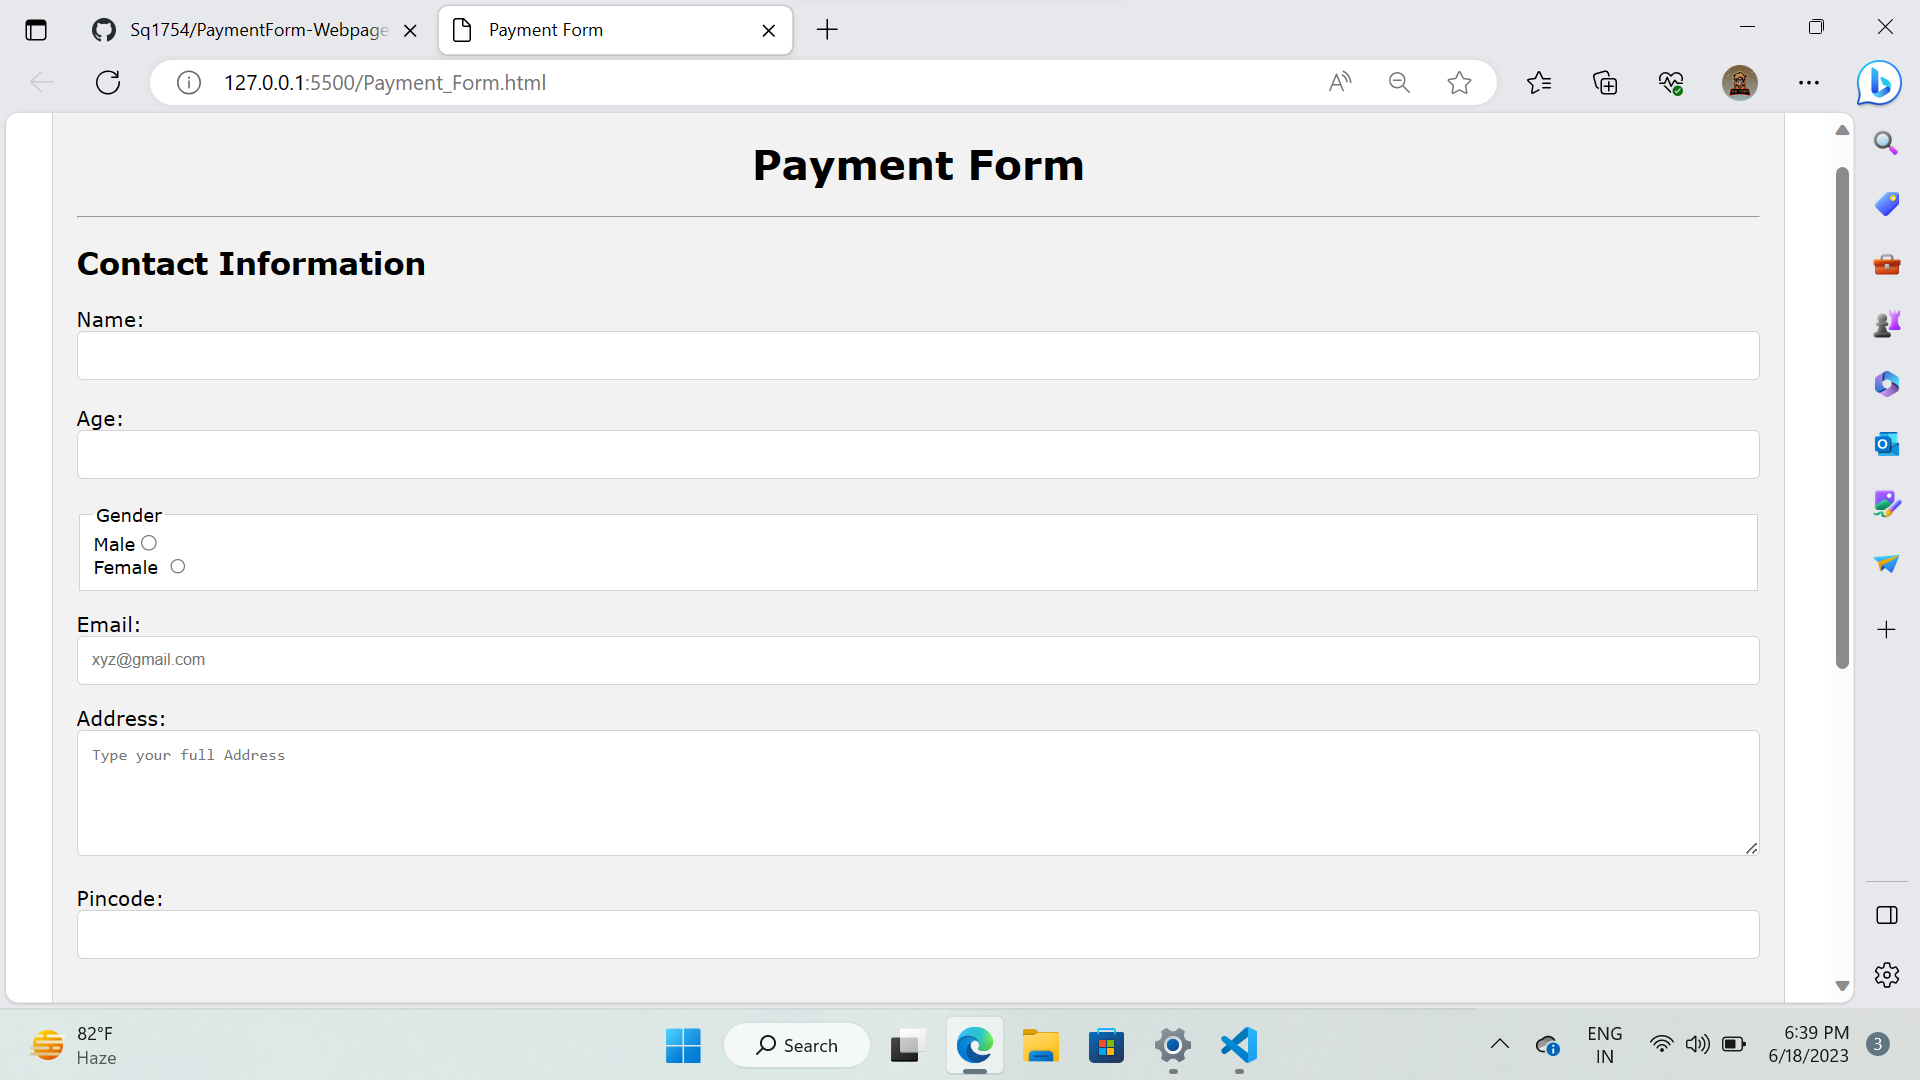 Sq1754/PaymentForm-Webpage
Payment Form
127.0.0.1:5500/Payment_Form.html
Payment Form
Contact Information
Name:
Age:
Gender
Male
Female
Email:
xyz@gmail.com
Address:
Type your full Address
Pincode:
82°F
Haze
Search
ENG
IN
6:39 PM
6/18/2023
3